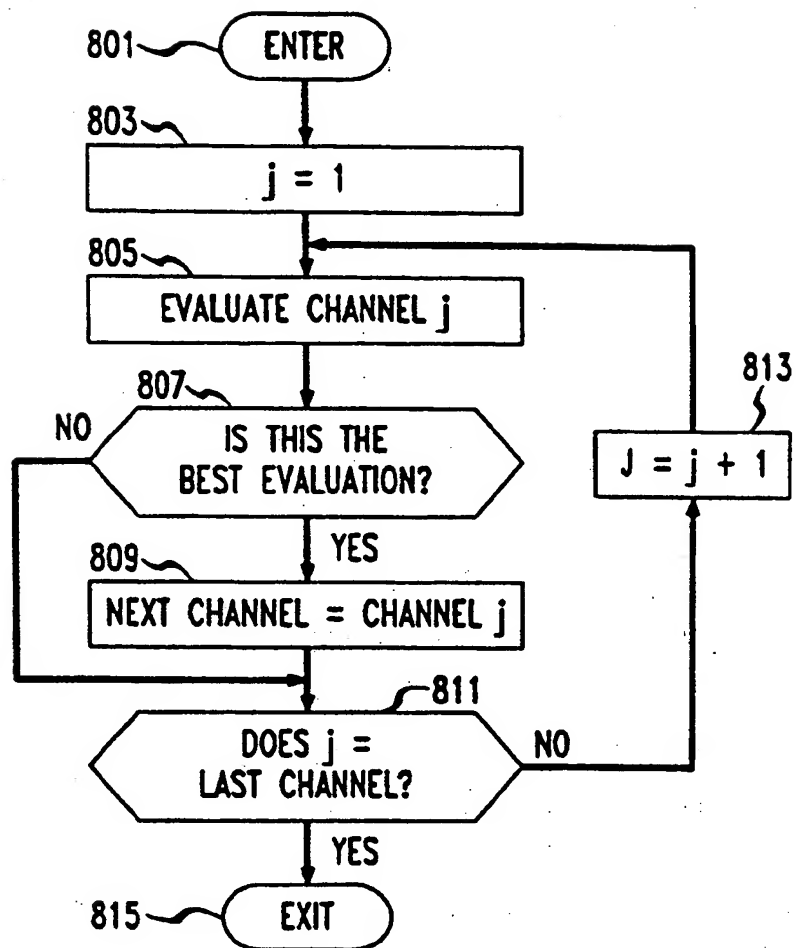 801
ENTER
803
j = 1
805
EVALUATE CHANNEL j
807
NO
IS THIS THE
BEST EVALUATION?
813
J = j + 1
YES
809
NEXT CHANNEL = CHANNEL j
811
DOES j =
LAST CHANNEL?
NO
YES
815
EXIT